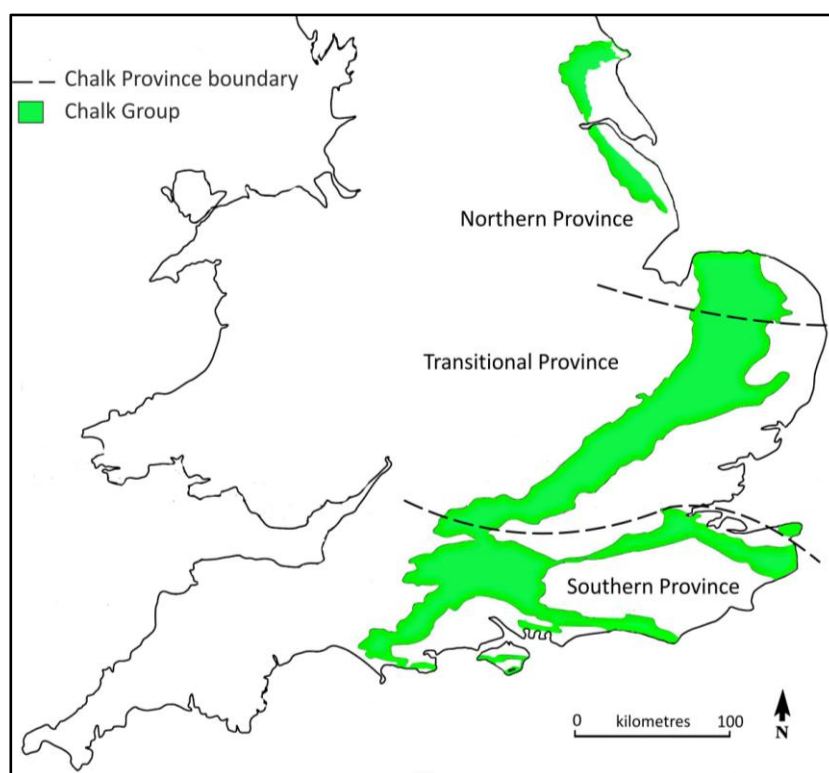 Chalk Province boundary
Chalk Group
Northern Province
Transitional Province
Southern Province
0 kilometres 100
N